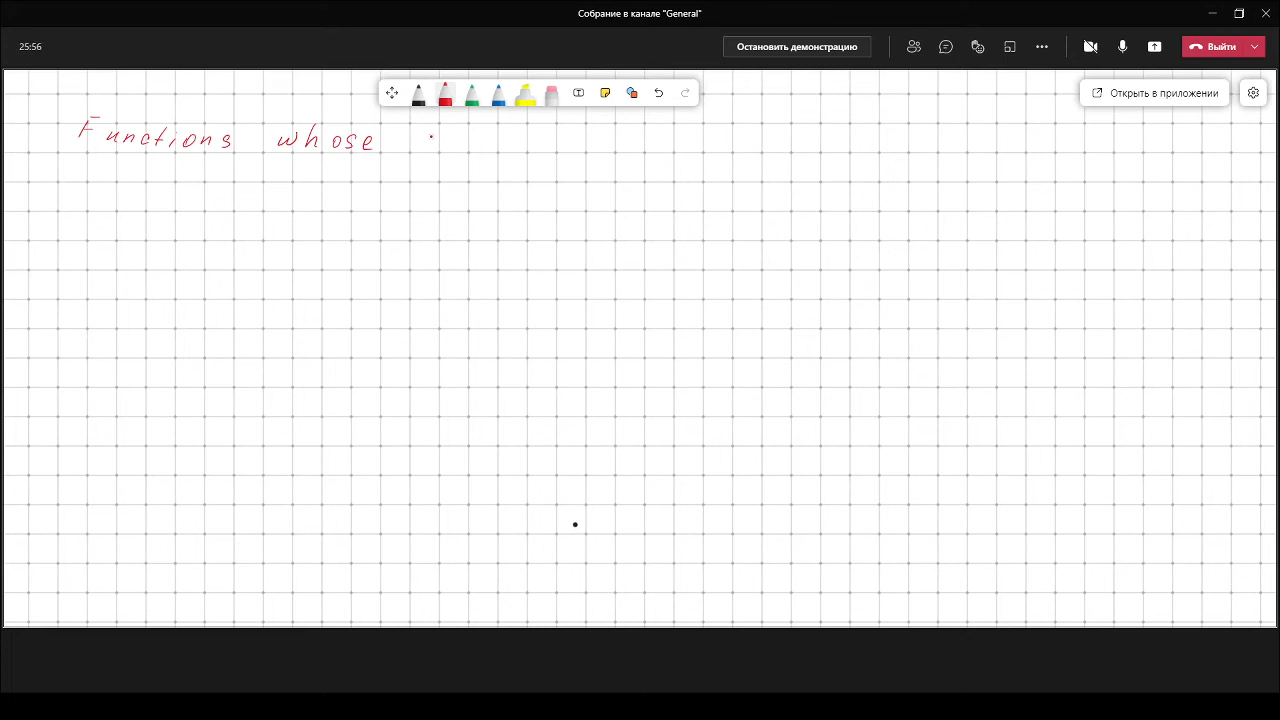 Собрание в канале "General"
25:56
Остановить демонстрацию
Выйти
Открыть в приложении
Functions whose